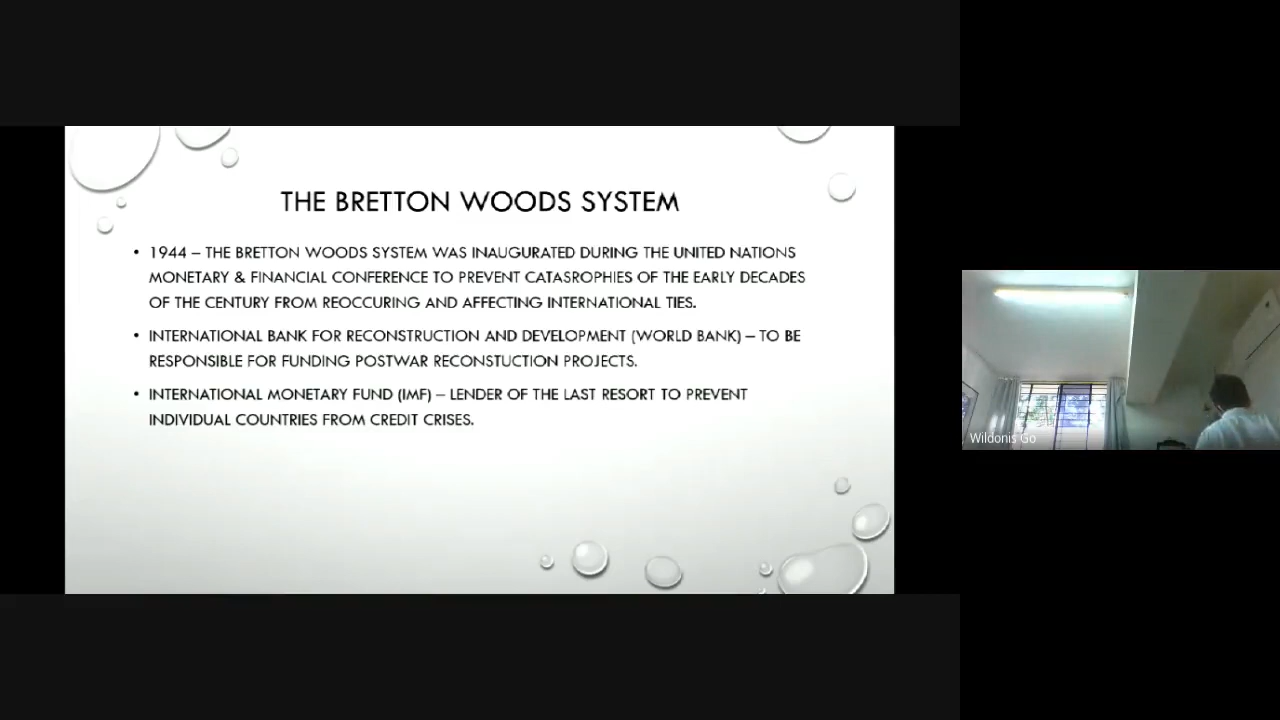 THE BRETTON WOODS SYSTEM
• 1944 – THE BRETTON WOODS SYSTEM WAS INAUGURATED DURING THE UNITED NATIONS
MONETARY & FINANCIAL CONFERENCE TO PREVENT CATASROPHIES OF THE EARLY DECADES
OF THE CENTURY FROM REOCCURING AND AFFECTING INTERNATIONAL TIES.
• INTERNATIONAL BANK FOR RECONSTRUCTION AND DEVELOPMENT (WORLD BANK) – TO BE
RESPONSIBLE FOR FUNDING POSTWAR RECONSTUCTION PROJECTS.
• INTERNATIONAL MONETARY FUND (IMF) – LENDER OF THE LAST RESORT TO PREVENT
INDIVIDUAL COUNTRIES FROM CREDIT CRISES.
Wildonis Go